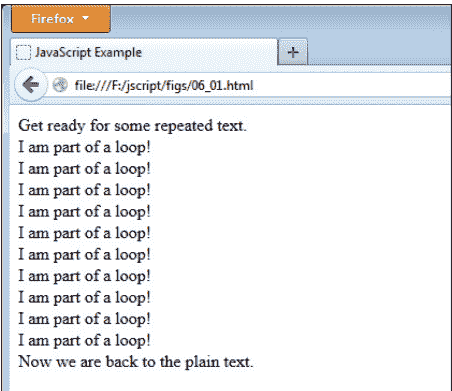 Firefox
JavaScript Example
+
file:///F:/jscript/figs/06_01.html
Get ready for some repeated text.
I am part of a loop!
I am part of a loop!
I am part of a loop!
I am part of a loop!
I am part of a loop!
I am part of a loop!
I am part of a loop!
I am part of a loop!
I am part of a loop!
I am part of a loop!
Now we are back to the plain text.